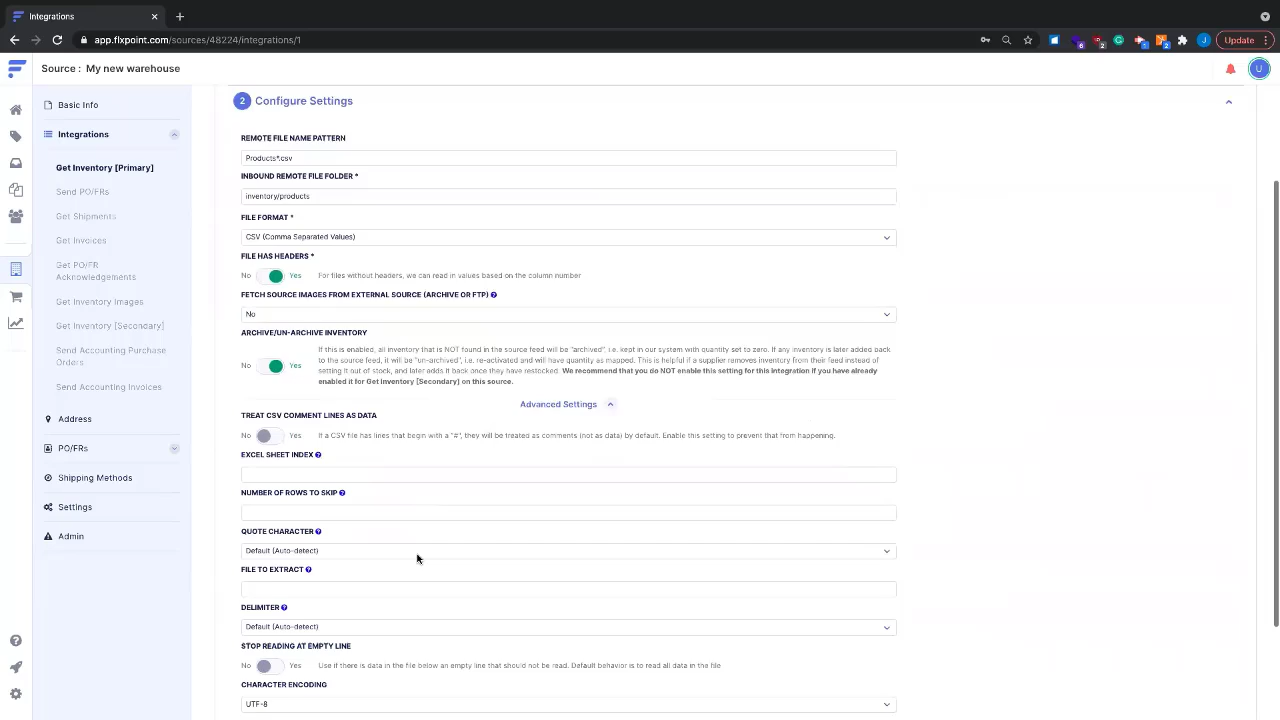 Integrations
app.flxpoint.com/sources/48224/integrations/1
Update
6
2
1
2
J
Source : My new warehouse
U
Basic Info
Integrations
Get Inventory [Primary]
Send PO/FRs
Get Shipments
Get Invoices
Get PO/FR
Acknowledgements
Get Inventory Images
Get Inventory [Secondary]
Send Accounting Purchase
Orders
Send Accounting Invoices
Address
PO/FRs
Shipping Methods
Settings
Admin
2 Configure Settings
REMOTE FILE NAME PATTERN
Products*.csv
INBOUND REMOTE FILE FOLDER *
inventory/products
FILE FORMAT *
CSV (Comma Separated Values)
FILE HAS HEADERS *
No Yes For files without headers, we can read in values based on the column number
FETCH SOURCE IMAGES FROM EXTERNAL SOURCE (ARCHIVE OR FTP)
No
ARCHIVE/UN-ARCHIVE INVENTORY
No Yes
If this is enabled, all inventory that is NOT found in the source feed will be "archived", i.e. kept in our system with quantity set to zero. If any inventory is later added back
to the source feed, it will be "un-archived", i.e. re-activated and will have quantity as mapped. This is helpful if a supplier removes inventory from their feed instead of
setting it out of stock, and later adds it back once they have restocked. We recommend that you do NOT enable this setting for this integration if you have already
enabled it for Get Inventory [Secondary] on this source.
Advanced Settings
TREAT CSV COMMENT LINES AS DATA
No Yes If a CSV file has lines that begin with a "#", they will be treated as comments (not as data) by default. Enable this setting to prevent that from happening.
EXCEL SHEET INDEX
NUMBER OF ROWS TO SKIP
QUOTE CHARACTER
Default (Auto-detect)
FILE TO EXTRACT
DELIMITER
Default (Auto-detect)
STOP READING AT EMPTY LINE
No Yes Use if there is data in the file below an empty line that should not be read. Default behavior is to read all data in the file
CHARACTER ENCODING
UTF-8